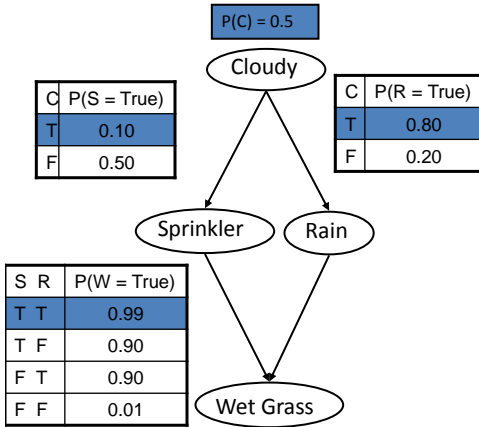 P(C) = 0.5
Cloudy
C P(S = True)
T 0.10
F 0.50
C P(R = True)
T 0.80
F 0.20
Sprinkler
Rain
S R P(W = True)
T T 0.99
T F 0.90
F T 0.90
F F 0.01
Wet Grass